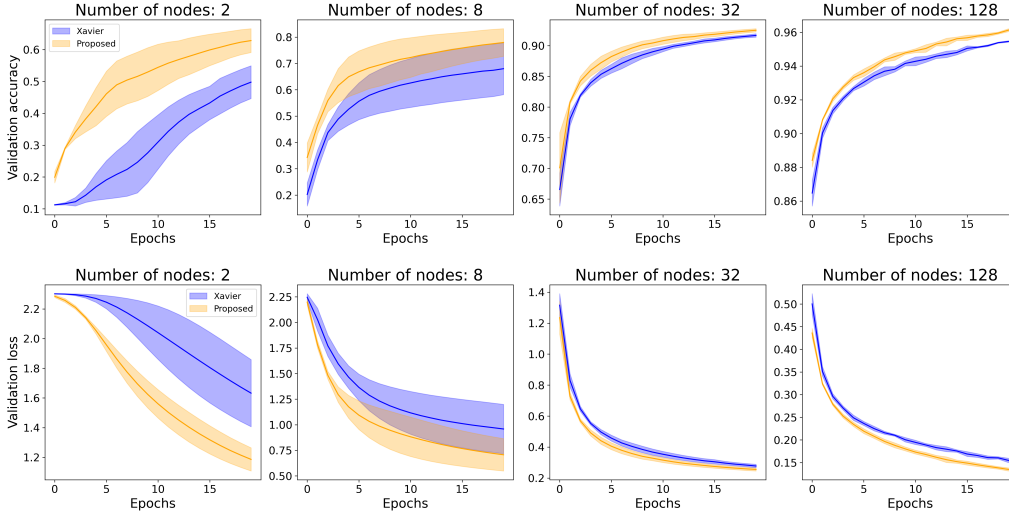 Number of nodes: 2
Number of nodes: 8
Number of nodes: 32
Number of nodes: 128
Validation accuracy
0.6
0.5
0.4
0.3
0.2
0.1
Xavier
Proposed
0 5 10 15
Epochs
0.8
0.7
0.6
0.5
0.4
0.3
0.2
0 5 10 15
Epochs
0.90
0.85
0.80
0.75
0.70
0.65
0 5 10 15
Epochs
0.96
0.94
0.92
0.90
0.88
0.86
0 5 10 15
Epochs
Number of nodes: 2
Number of nodes: 8
Number of nodes: 32
Number of nodes: 128
Validation loss
2.2
2.0
1.8
1.6
1.4
1.2
Xavier
Proposed
0 5 10 15
Epochs
2.25
2.00
1.75
1.50
1.25
1.00
0.75
0.50
0 5 10 15
Epochs
1.4
1.2
1.0
0.8
0.6
0.4
0.2
0 5 10 15
Epochs
0.50
0.45
0.40
0.35
0.30
0.25
0.20
0.15
0 5 10 15
Epochs